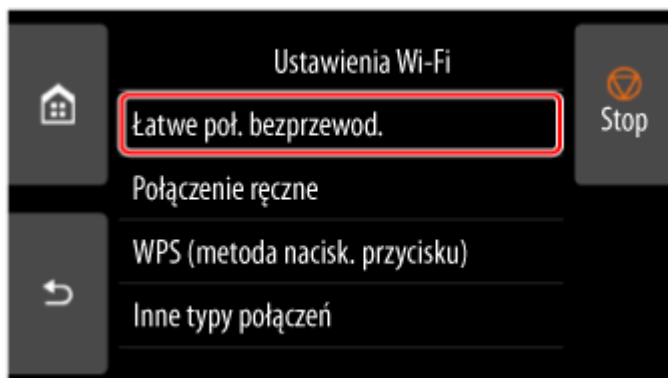 Ustawienia Wi-Fi
Łatwe poł. bezprzewod.
Stop
Połączenie ręczne
WPS (metoda nacisk. przycisku)
Inne typy połączeń